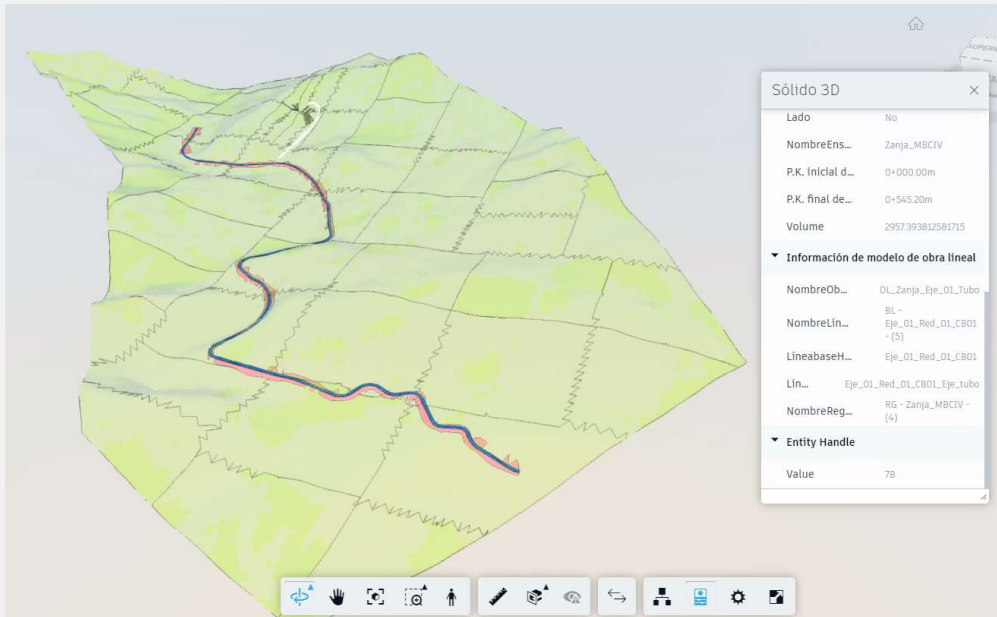 Sólido 3D
Lado No
NombreEns... Zanja_MBCIV
P.K. inicial d... 0+000.00m
P.K. final de... 0+545.20m
Volume 2957.393812581715
Información de modelo de obra lineal
NombreOb... OL_Zanja_Eje_01_Tubo
BL -
NombreLín... Eje_01_Red_01_CB01
- (5)
LíneabaseH... Eje_01_Red_01_CB01
Lín... Eje_01_Red_01_CB01_Eje_tubo
NombreReg... RG - Zanja_MBCIV -
(4)
Entity Handle
Value 7B